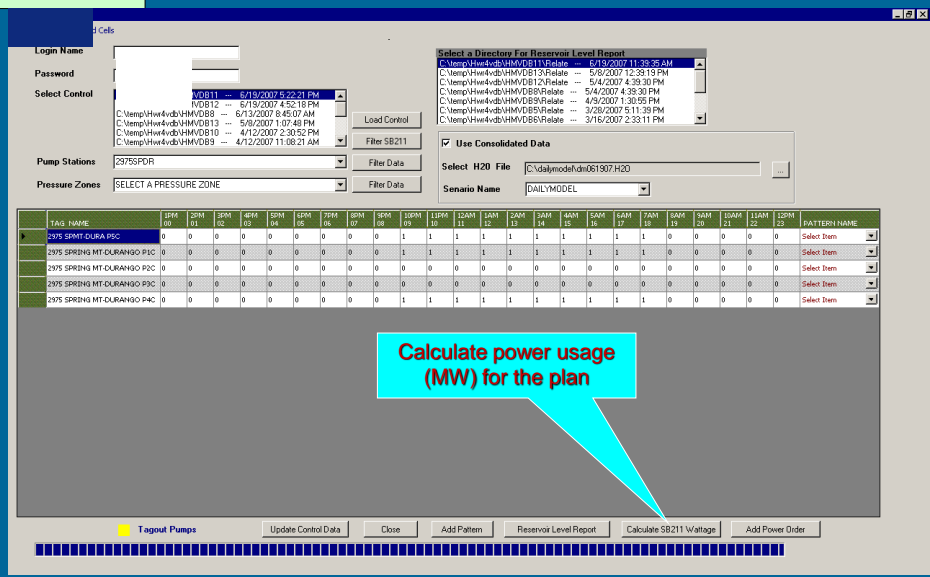 d Cells
Login Name
Password
Select Control
VDB11 --- 6/19/2007 5:22:21 PM
VDB12 --- 6/19/2007 4:52:18 PM
C:\temp\Hwr4vdb\HMVDB8 --- 6/13/2007 8:45:07 AM
C:\temp\Hwr4vdb\HMVDB13 --- 5/8/2007 1:07:48 PM
C:\temp\Hwr4vdb\HMVDB10 --- 4/12/2007 2:30:52 PM
C:\temp\Hwr4vdb\HMVDB9 --- 4/12/2007 11:08:21 AM
Load Control
Filter SB211
Pump Stations 2975SPDR Filter Data
Pressure Zones SELECT A PRESSURE ZONE Filter Data
Select a Directory For Reservoir Level Report
C:\temp\Hwr4vdb\HMVDB11\Relate --- 6/19/2007 11:39:35 AM
C:\temp\Hwr4vdb\HMVDB13\Relate --- 5/8/2007 12:39:19 PM
C:\temp\Hwr4vdb\HMVDB12\Relate --- 5/4/2007 4:39:30 PM
C:\temp\Hwr4vdb\HMVDB8\Relate --- 5/4/2007 4:39:30 PM
C:\temp\Hwr4vdb\HMVDB9\Relate --- 4/9/2007 1:30:55 PM
C:\temp\Hwr4vdb\HMVDB5\Relate --- 3/28/2007 5:11:39 PM
C:\temp\Hwr4vdb\HMVDB6\Relate --- 3/16/2007 2:33:11 PM
Use Consolidated Data
Select H20 File C:\dailymodel\dm061907.H2O ...
Senario Name DAILYMODEL
1PM 2PM 3PM 4PM 5PM 6PM 7PM 8PM 9PM 10PM 11PM 12AM 1AM 2AM 3AM 4AM 5AM 6AM 7AM 8AM 9AM 10AM 11AM 12PM
TAG_NAME 00 01 02 03 04 05 06 07 08 09 10 11 12 13 14 15 16 17 18 19 20 21 22 23 PATTERN NAME
2975 SPMT-DURA P5C 0 0 0 0 0 0 0 0 0 1 1 1 1 1 1 1 1 1 1 0 0 0 0 0 Select Item
2975 SPRING MT-DURANGO P1C 0 0 0 0 0 0 0 0 0 1 1 1 1 1 1 1 1 1 1 0 0 0 0 0 Select Item
2975 SPRING MT-DURANGO P2C 0 0 0 0 0 0 0 0 0 0 0 0 0 0 0 0 0 0 0 0 0 0 0 0 Select Item
2975 SPRING MT-DURANGO P3C 0 0 0 0 0 0 0 0 0 0 0 0 0 0 0 0 0 0 0 0 0 0 0 0 Select Item
2975 SPRING MT-DURANGO P4C 0 0 0 0 0 0 0 0 0 1 1 1 1 1 1 1 1 1 1 0 0 0 0 0 Select Item
Calculate power usage
(MW) for the plan
Tagout Pumps Update Control Data Close Add Pattern Reservoir Level Report Calculate SB211 Wattage Add Power Order